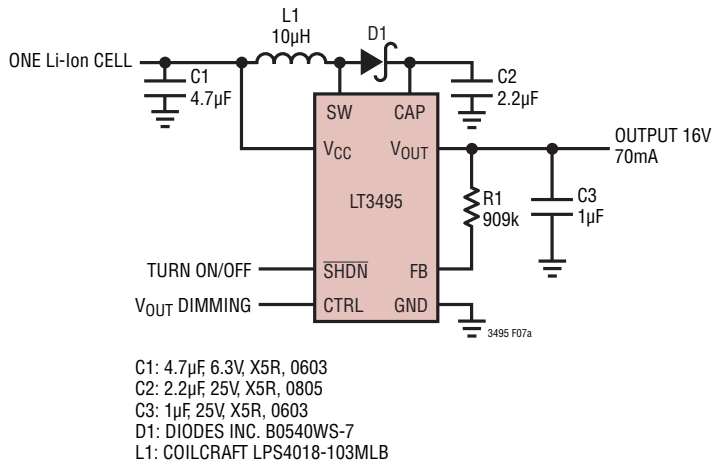 L1
10µH
D1
ONE Li-Ion CELL
C1
4.7µF
C2
2.2µF
SW
CAP
VCC
VOUT
OUTPUT 16V
70mA
LT3495
R1
909k
C3
1µF
TURN ON/OFF
SHDN
FB
VOUT DIMMING
CTRL
GND
3495 F07a
C1: 4.7µF, 6.3V, X5R, 0603
C2: 2.2µF, 25V, X5R, 0805
C3: 1µF, 25V, X5R, 0603
D1: DIODES INC. B0540WS-7
L1: COILCRAFT LPS4018-103MLB